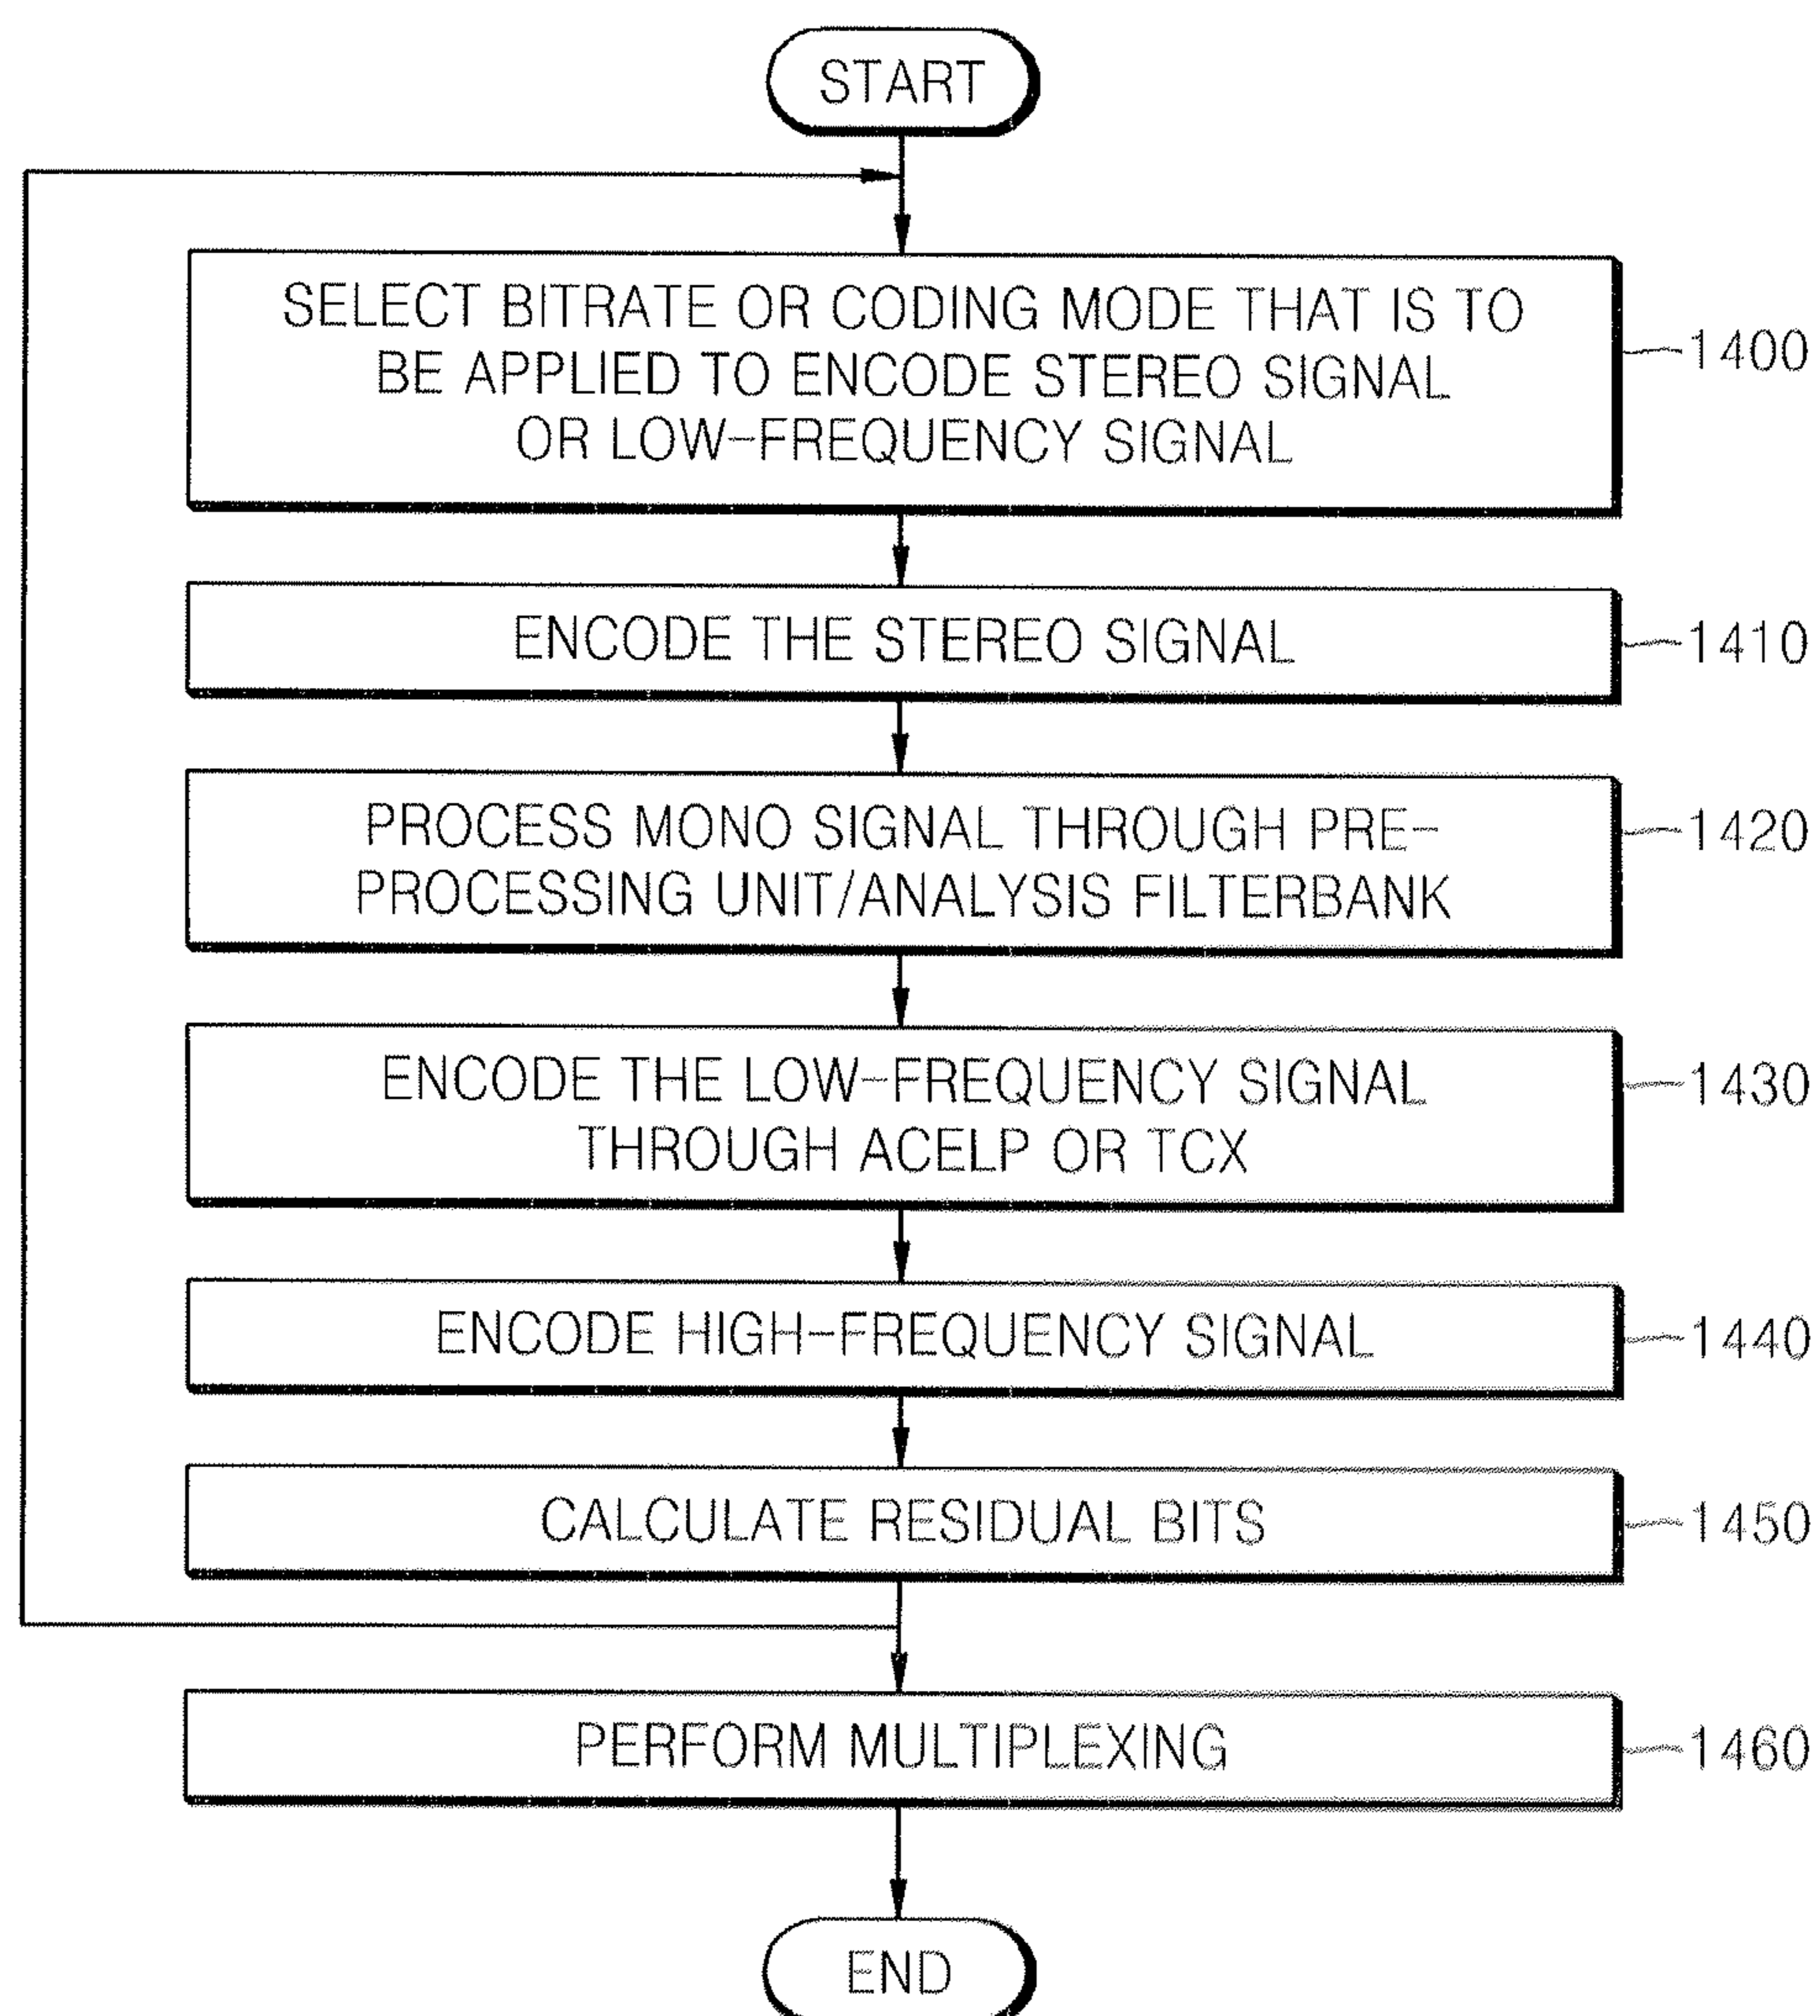 START
SELECT BITRATE OR CODING MODE THAT IS TO
BE APPLIED TO ENCODE STEREO SIGNAL
OR LOW-FREQUENCY SIGNAL
1400
ENCODE THE STEREO SIGNAL
1410
PROCESS MONO SIGNAL THROUGH PRE-
PROCESSING UNIT/ANALYSIS FILTERBANK
1420
ENCODE THE LOW-FREQUENCY SIGNAL
THROUGH ACELP OR TCX
1430
ENCODE HIGH-FREQUENCY SIGNAL
1440
CALCULATE RESIDUAL BITS
1450
PERFORM MULTIPLEXING
1460
END